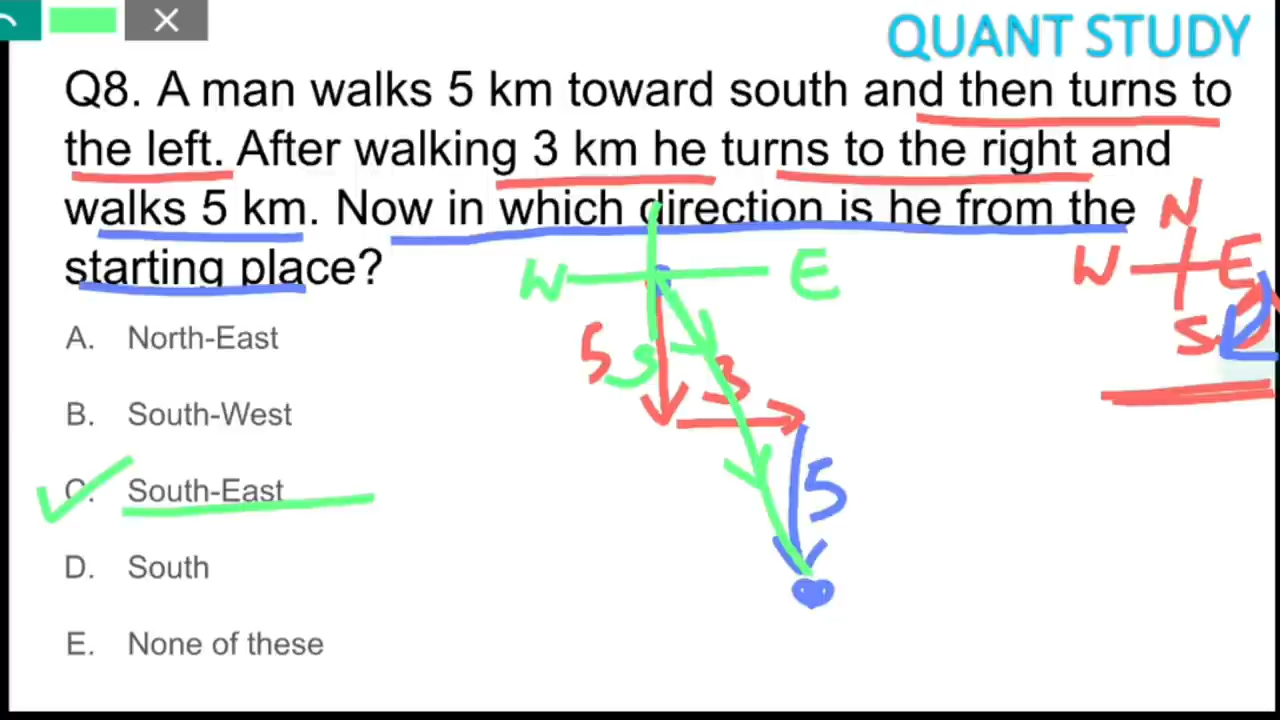 QUANT STUDY
Q8. A man walks 5 km toward south and then turns to
the left. After walking 3 km he turns to the right and
walks 5 km. Now in which direction is he from the
starting place?
N
W E
S
W E
S
5
3
5
A. North-East
B. South-West
C. South-East
D. South
E. None of these